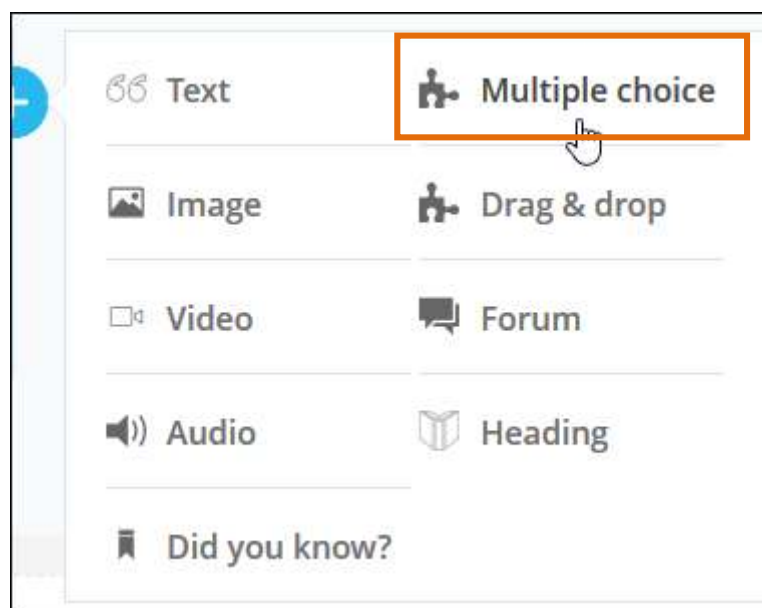 Text
Multiple choice
Image
Drag & drop
Video
Forum
Audio
Heading
Did you know?